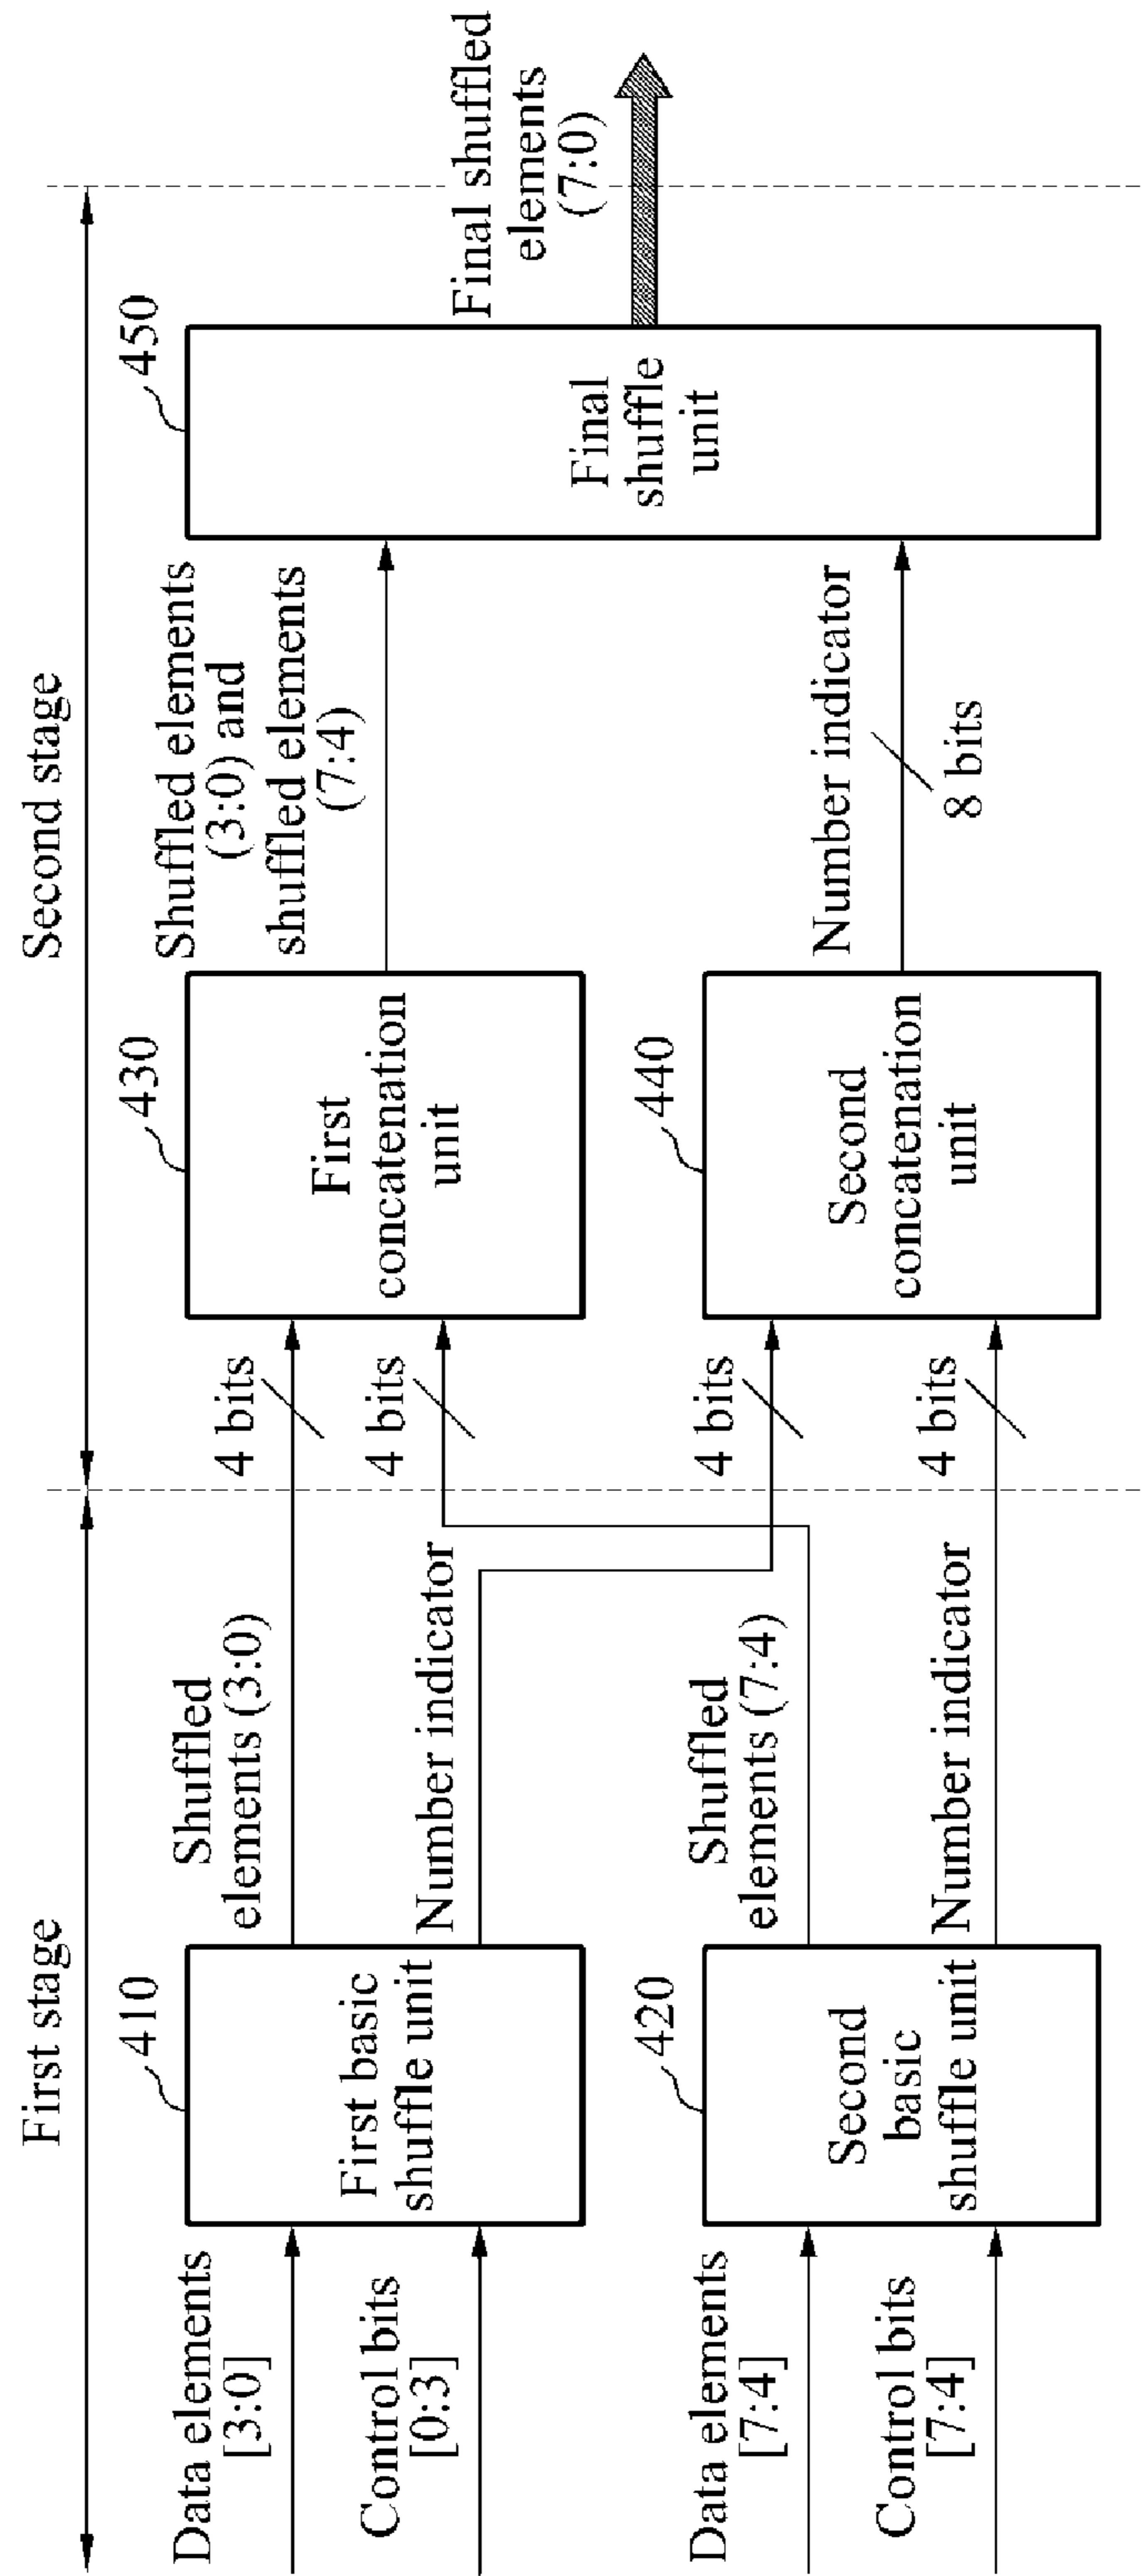 First stage
Second stage
Data elements
[3:0]
Control bits
[0:3]
410
First basic
shuffle unit
Shuffled
elements (3:0)
Number indicator
4 bits
4 bits
430
First
concatenation
unit
Shuffled elements
(3:0) and
shuffled elements
(7:4)
450
Final
shuffle
unit
Final shuffled
elements
(7:0)
Data elements
[7:4]
Control bits
[7:4]
420
Second
basic
shuffle unit
Shuffled
elements (7:4)
Number indicator
4 bits
4 bits
440
Second
concatenation
unit
Number indicator
8 bits